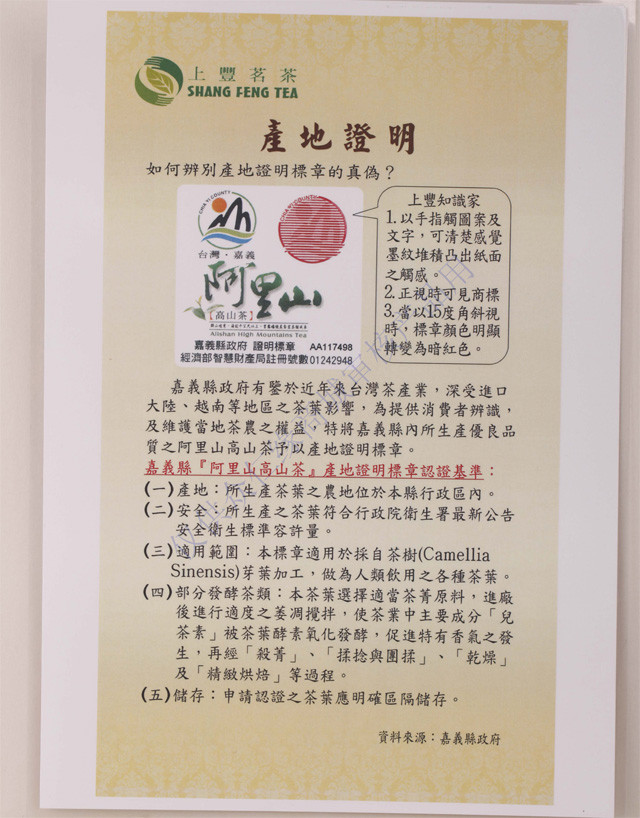 上豐茗茶
SHANG FENG TEA
產地證明
如何辨別產地證明標章的真偽？
CHIA YI COUNTY
CHIA YI COUNTY
台灣·嘉義
阿里山
【高山茶】
Alishan High Mountains Tea
嘉義縣政府 證明標章 AA117498
經濟部智慧財產局註冊號數01242948
上豐知識家
1.以手指觸圖案及
文字，可清楚感覺
墨紋堆積凸出紙面
之觸感。
2.正視時可見商標
3.當以15度角斜視
時，標章顏色明顯
轉變為暗紅色。
嘉義縣政府有鑒於近年來台灣茶產業，深受進口
大陸、越南等地區之茶葉影響，為提供消費者辨識，
及維護當地茶農之權益，特將嘉義縣內所生產優良品
質之阿里山高山茶予以產地證明標章。
嘉義縣『阿里山高山茶』產地證明標章認證基準：
(一)產地：所生產茶葉之農地位於本縣行政區內。
(二)安全：所生產之茶葉符合行政院衛生署最新公告
安全衛生標準容許量。
(三)適用範圍：本標章適用於採自茶樹(Camellia
Sinensis)芽葉加工，做為人類飲用之各種茶葉。
(四)部分發酵茶類：本茶葉選擇適當茶菁原料，進廠
後進行適度之萎凋攪拌，使茶業中主要成分「兒
茶素」被茶葉酵素氧化發酵，促進特有香氣之發
生，再經「殺菁」、「揉捻與團揉」、「乾燥」
及「精緻烘焙」等過程。
(五)儲存：申請認證之茶葉應明確區隔儲存。
資料來源：嘉義縣政府